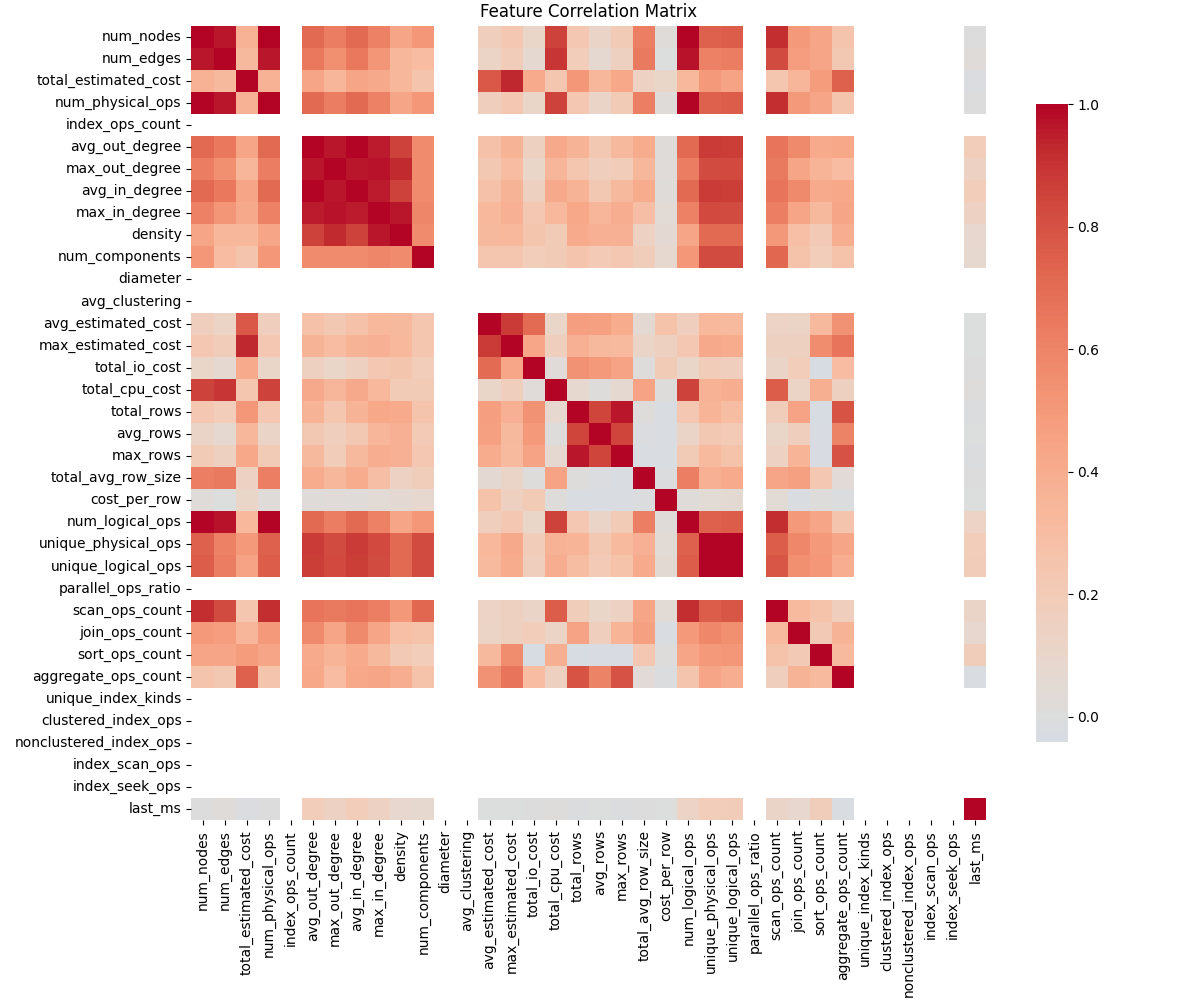 Feature Correlation Matrix
num_nodes
num_edges
total_estimated_cost
num_physical_ops
index_ops_count
avg_out_degree
max_out_degree
avg_in_degree
max_in_degree
density
num_components
diameter
avg_clustering
avg_estimated_cost
max_estimated_cost
total_io_cost
total_cpu_cost
total_rows
avg_rows
max_rows
total_avg_row_size
cost_per_row
num_logical_ops
unique_physical_ops
unique_logical_ops
parallel_ops_ratio
scan_ops_count
join_ops_count
sort_ops_count
aggregate_ops_count
unique_index_kinds
clustered_index_ops
nonclustered_index_ops
index_scan_ops
index_seek_ops
last_ms
num_nodes
num_edges
total_estimated_cost
num_physical_ops
index_ops_count
avg_out_degree
max_out_degree
avg_in_degree
max_in_degree
density
num_components
diameter
avg_clustering
avg_estimated_cost
max_estimated_cost
total_io_cost
total_cpu_cost
total_rows
avg_rows
max_rows
total_avg_row_size
cost_per_row
num_logical_ops
unique_physical_ops
unique_logical_ops
parallel_ops_ratio
scan_ops_count
join_ops_count
sort_ops_count
aggregate_ops_count
unique_index_kinds
clustered_index_ops
nonclustered_index_ops
index_scan_ops
index_seek_ops
last_ms
1.0
0.8
0.6
0.4
0.2
0.0